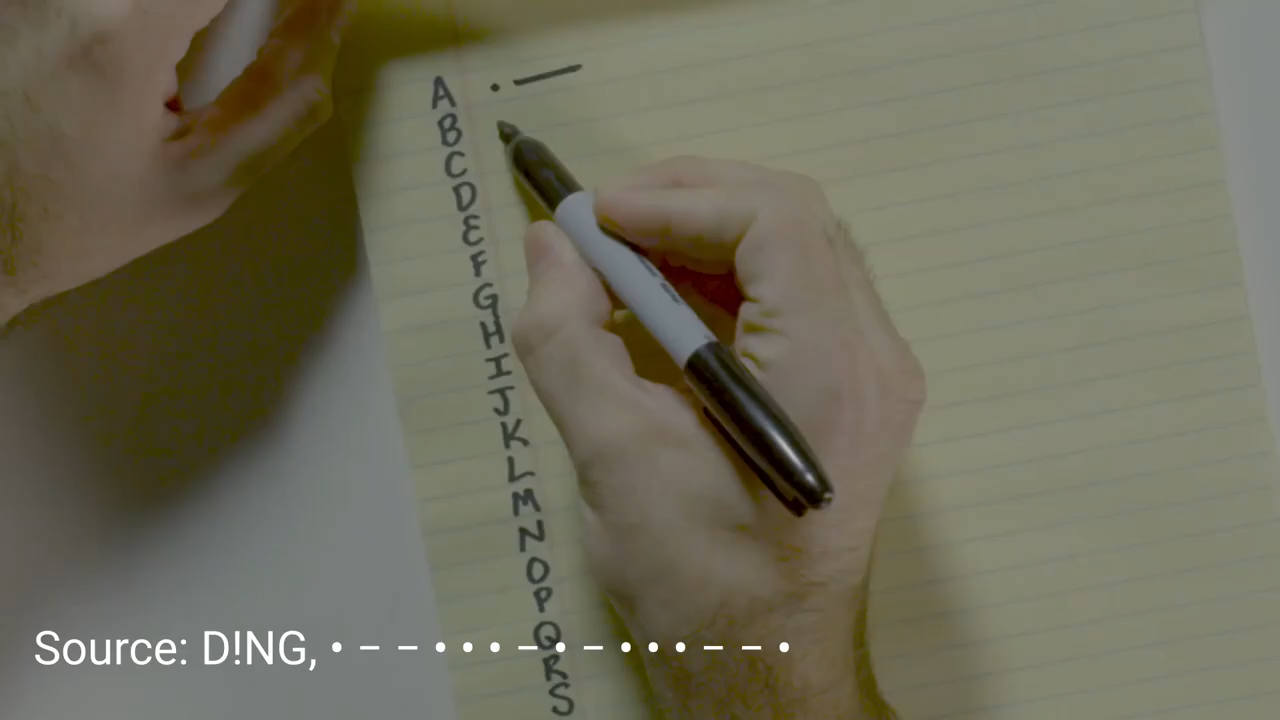 A • —
B
C
D
E
F
G
H
I
J
K
L
M
N
O
P
Q
R
S
Source: D!NG, • – – • • • – • – • • • – – – •